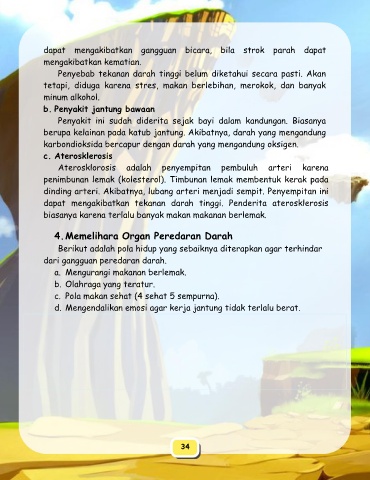 dapat mengakibatkan gangguan bicara, bila strok parah dapat
mengakibatkan kematian.
Penyebab tekanan darah tinggi belum diketahui secara pasti. Akan
tetapi, diduga karena stres, makan berlebihan, merokok, dan banyak
minum alkohol.
b. Penyakit jantung bawaan
Penyakit ini sudah diderita sejak bayi dalam kandungan. Biasanya
berupa kelainan pada katub jantung. Akibatnya, darah yang mengandung
karbondioksida bercapur dengan darah yang mengandung oksigen.
c. Aterosklerosis
Aterosklorosis adalah penyempitan pembuluh arteri karena
penimbunan lemak (kolesterol). Timbunan lemak membentuk kerak pada
dinding arteri. Akibatnya, lubang arteri menjadi sempit. Penyempitan ini
dapat mengakibatkan tekanan darah tinggi. Penderita aterosklerosis
biasanya karena terlalu banyak makan makanan berlemak.
4. Memelihara Organ Peredaran Darah
Berikut adalah pola hidup yang sebaiknya diterapkan agar terhindar
dari gangguan peredaran darah.
a. Mengurangi makanan berlemak.
b. Olahraga yang teratur.
c. Pola makan sehat (4 sehat 5 sempurna).
d. Mengendalikan emosi agar kerja jantung tidak terlalu berat.
34